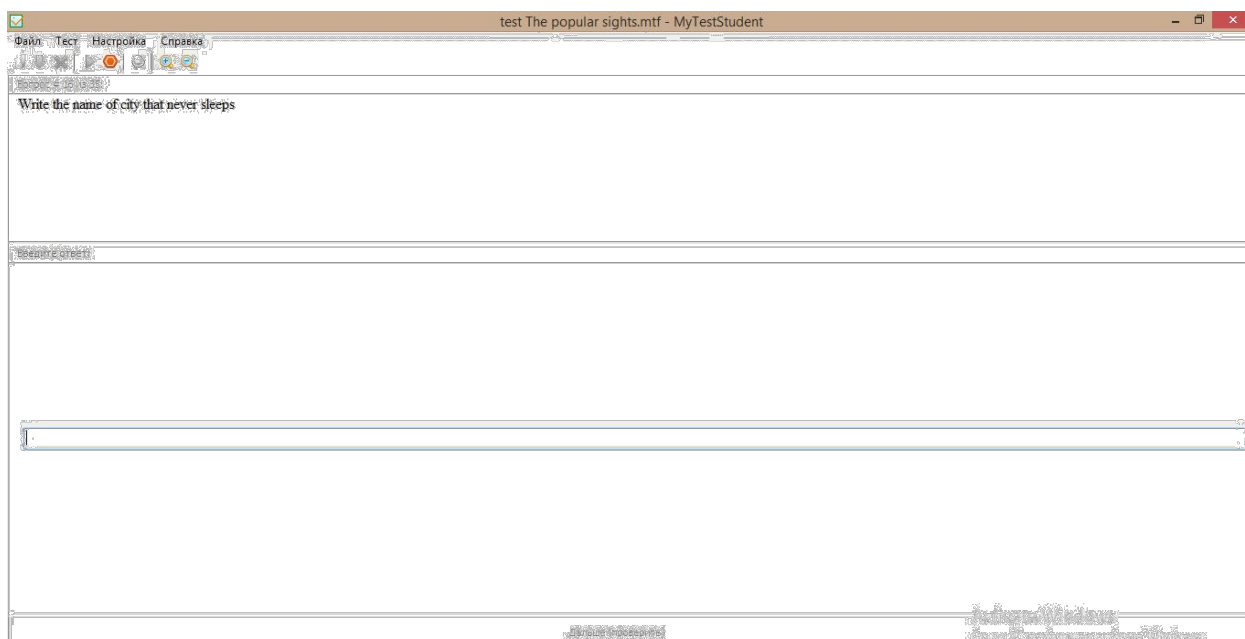 test The popular sights.mtf - MyTestStudent
Файл Тест Настройка Справка
Write the name of city that never sleeps
Введите ответ: